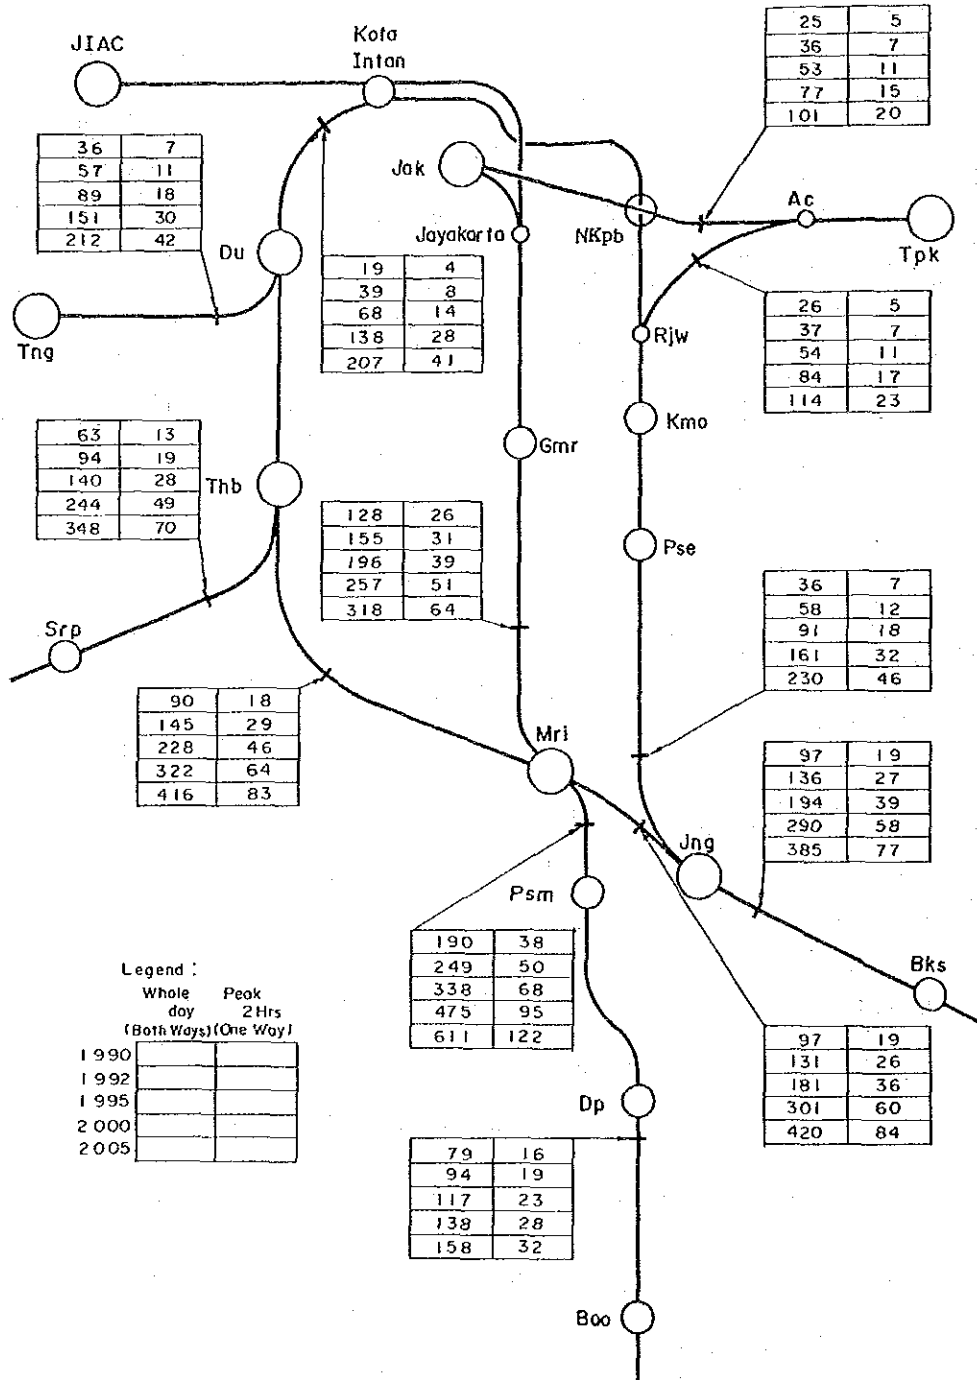 JIAC
Kota
Intan
25 5
36 7
53 11
77 15
101 20
36 7
57 11
89 18
151 30
212 42
Jak
Ac
NKpb
Tpk
Jayakarta
Du
19 4
39 8
68 14
138 28
207 41
26 5
37 7
54 11
84 17
114 23
Tng
Rjw
Kmo
Gmr
63 13
94 19
140 28
244 49
348 70
Thb
128 26
155 31
196 39
257 51
318 64
Pse
36 7
58 12
91 18
161 32
230 46
Srp
90 18
145 29
228 46
322 64
416 83
Mri
97 19
136 27
194 39
290 58
385 77
Jng
Psm
190 38
249 50
338 68
475 95
611 122
Bks
Legend :
Whole Peak
day 2Hrs
(Both Ways) (One Way)
1990
1992
1995
2000
2005
97 19
131 26
181 36
301 60
420 84
Dp
79 16
94 19
117 23
138 28
158 32
Boo